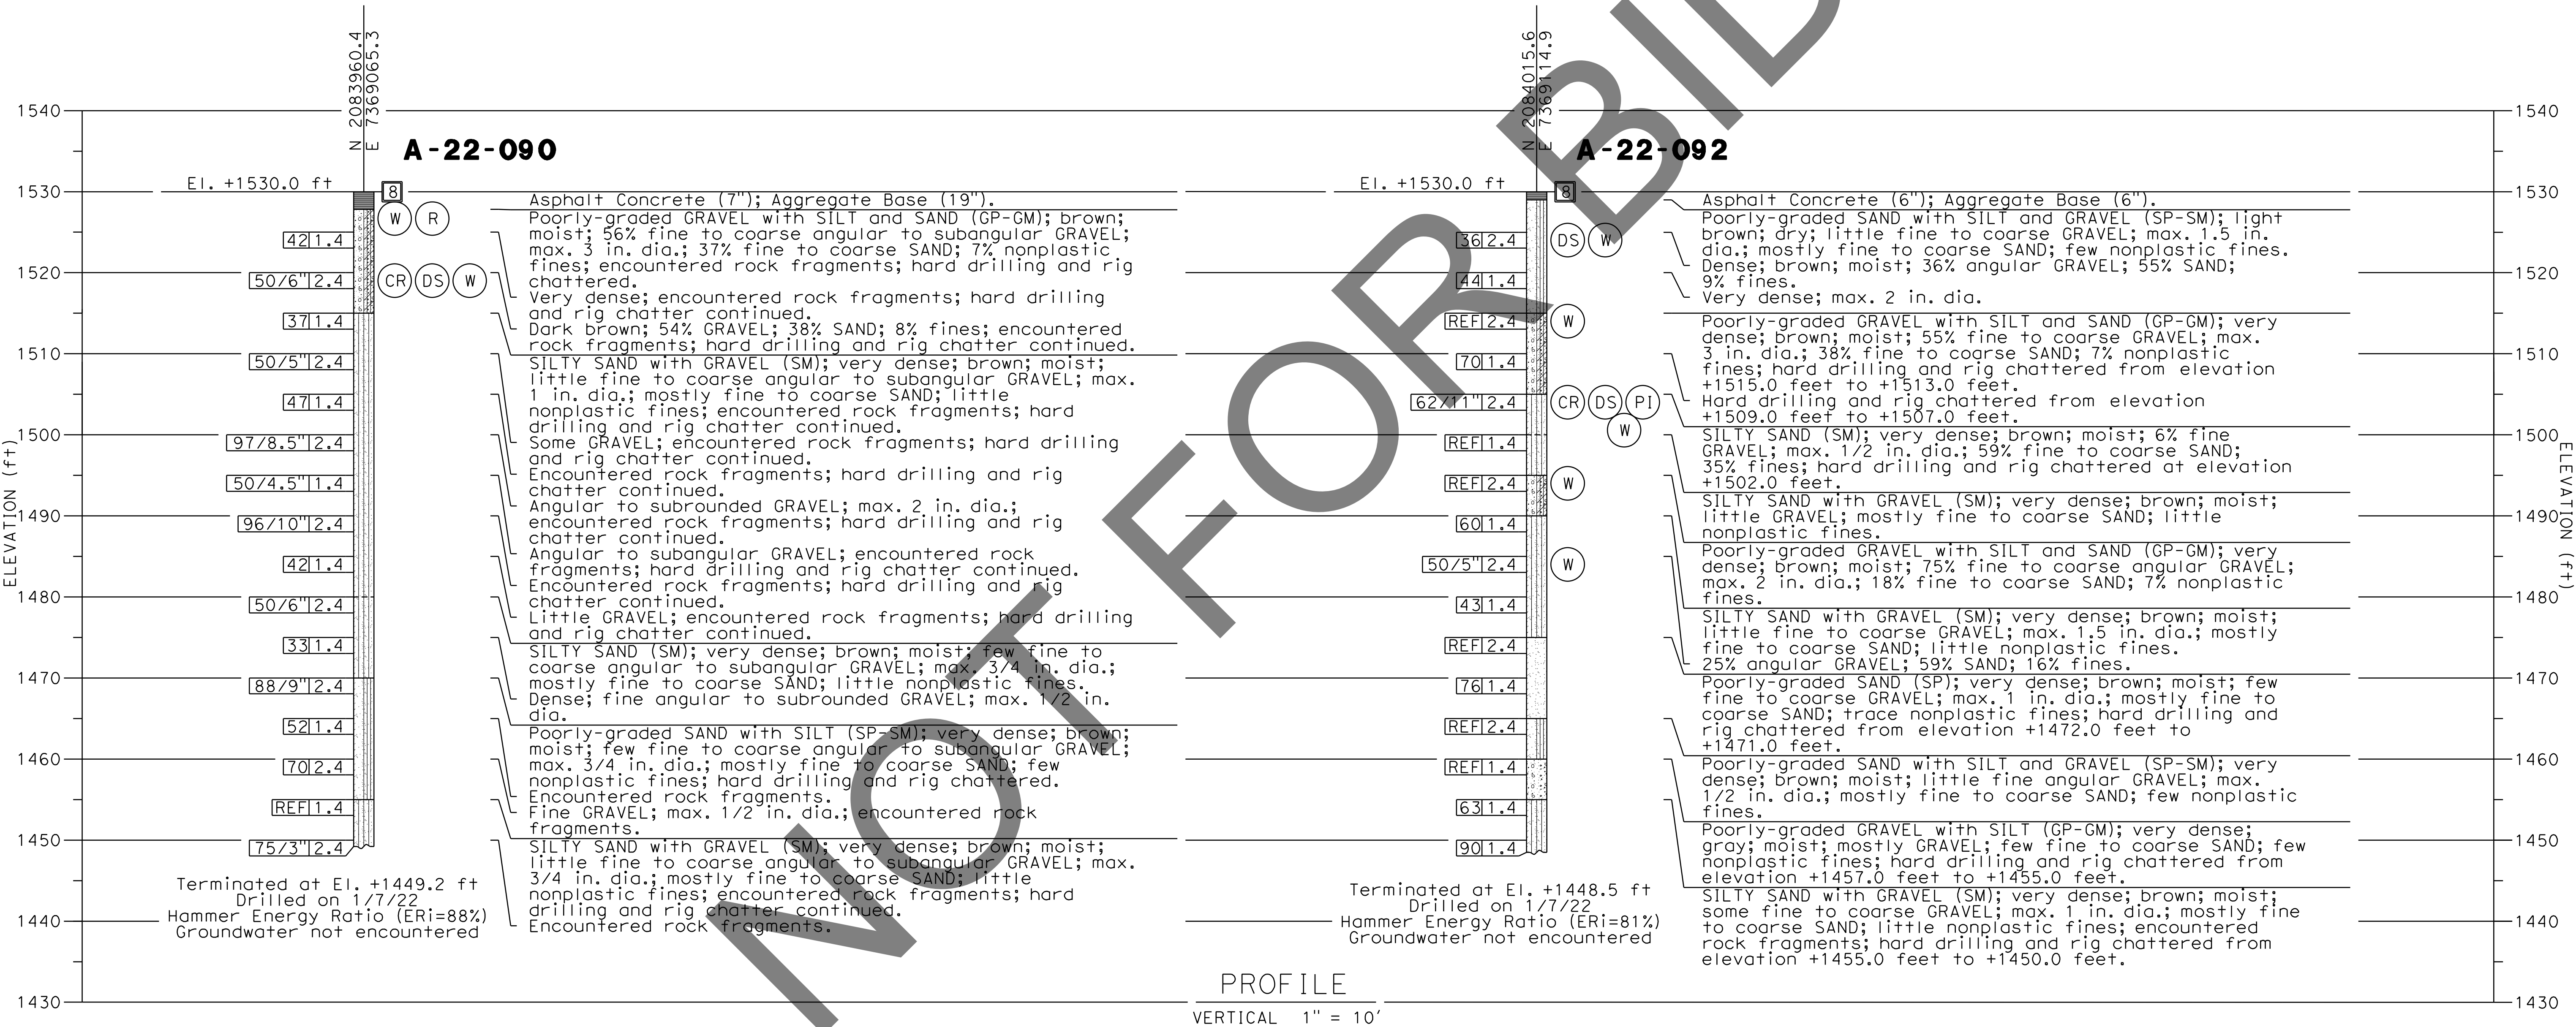 N 2083960.4
E 7369065.3
A-22-090
El. +1530.0 ft
8
W R
42 1.4
CR DS W
50/6" 2.4
37 1.4
50/5" 2.4
47 1.4
97/8.5" 2.4
50/4.5" 1.4
96/10" 2.4
42 1.4
50/6" 2.4
33 1.4
88/9" 2.4
52 1.4
70 2.4
REF 1.4
75/3" 2.4
Terminated at El. +1449.2 ft
Drilled on 1/7/22
Hammer Energy Ratio (ERi=88%)
Groundwater not encountered
Asphalt Concrete (7"); Aggregate Base (19").
Poorly-graded GRAVEL with SILT and SAND (GP-GM); brown;
moist; 56% fine to coarse angular to subangular GRAVEL;
max. 3 in. dia.; 37% fine to coarse SAND; 7% nonplastic
fines; encountered rock fragments; hard drilling and rig
chattered.
Very dense; encountered rock fragments; hard drilling
and rig chatter continued.
Dark brown; 54% GRAVEL; 38% SAND; 8% fines; encountered
rock fragments; hard drilling and rig chatter continued.
SILTY SAND with GRAVEL (SM); very dense; brown; moist;
little fine to coarse angular to subangular GRAVEL; max.
1 in. dia.; mostly fine to coarse SAND; little
nonplastic fines; encountered rock fragments; hard
drilling and rig chatter continued.
Some GRAVEL; encountered rock fragments; hard drilling
and rig chatter continued.
Encountered rock fragments; hard drilling and rig
chatter continued.
Angular to subrounded GRAVEL; max. 2 in. dia.;
encountered rock fragments; hard drilling and rig
chatter continued.
Angular to subangular GRAVEL; encountered rock
fragments; hard drilling and rig chatter continued.
Encountered rock fragments; hard drilling and rig
chatter continued.
Little GRAVEL; encountered rock fragments; hard drilling
and rig chatter continued.
SILTY SAND (SM); very dense; brown; moist; few fine to
coarse angular to subangular GRAVEL; max. 3/4 in. dia.;
mostly fine to coarse SAND; little nonplastic fines.
Dense; fine angular to subrounded GRAVEL; max. 1/2 in.
dia.
Poorly-graded SAND with SILT (SP-SM); very dense; brown;
moist; few fine to coarse angular to subangular GRAVEL;
max. 3/4 in. dia.; mostly fine to coarse SAND; few
nonplastic fines; hard drilling and rig chattered.
Encountered rock fragments.
Fine GRAVEL; max. 1/2 in. dia.; encountered rock
fragments.
SILTY SAND with GRAVEL (SM); very dense; brown; moist;
little fine to coarse angular to subangular GRAVEL; max.
3/4 in. dia.; mostly fine to coarse SAND; little
nonplastic fines; encountered rock fragments; hard
drilling and rig chatter continued.
Encountered rock fragments.
N 2084015.6
E 7369114.9
A-22-092
El. +1530.0 ft
8
36 2.4
DS W
44 1.4
REF 2.4
W
70 1.4
62/11" 2.4
CR DS PI
W
REF 1.4
REF 2.4
W
60 1.4
50/5" 2.4
W
43 1.4
REF 2.4
76 1.4
REF 2.4
REF 1.4
63 1.4
90 1.4
Terminated at El. +1448.5 ft
Drilled on 1/7/22
Hammer Energy Ratio (ERi=81%)
Groundwater not encountered
Asphalt Concrete (6"); Aggregate Base (6").
Poorly-graded SAND with SILT and GRAVEL (SP-SM); light
brown; dry; little fine to coarse GRAVEL; max. 1.5 in.
dia.; mostly fine to coarse SAND; few nonplastic fines.
Dense; brown; moist; 36% angular GRAVEL; 55% SAND;
9% fines.
Very dense; max. 2 in. dia.
Poorly-graded GRAVEL with SILT and SAND (GP-GM); very
dense; brown; moist; 55% fine to coarse GRAVEL; max.
3 in. dia.; 38% fine to coarse SAND; 7% nonplastic
fines; hard drilling and rig chattered from elevation
+1515.0 feet to +1513.0 feet.
Hard drilling and rig chattered from elevation
+1509.0 feet to +1507.0 feet.
SILTY SAND (SM); very dense; brown; moist; 6% fine
GRAVEL; max. 1/2 in. dia.; 59% fine to coarse SAND;
35% fines; hard drilling and rig chattered at elevation
+1502.0 feet.
SILTY SAND with GRAVEL (SM); very dense; brown; moist;
little GRAVEL; mostly fine to coarse SAND; little
nonplastic fines.
Poorly-graded GRAVEL with SILT and SAND (GP-GM); very
dense; brown; moist; 75% fine to coarse angular GRAVEL;
max. 2 in. dia.; 18% fine to coarse SAND; 7% nonplastic
fines.
SILTY SAND with GRAVEL (SM); very dense; brown; moist;
little fine to coarse GRAVEL; max. 1.5 in. dia.; mostly
fine to coarse SAND; little nonplastic fines.
25% angular GRAVEL; 59% SAND; 16% fines.
Poorly-graded SAND (SP); very dense; brown; moist; few
fine to coarse GRAVEL; max. 1 in. dia.; mostly fine to
coarse SAND; trace nonplastic fines; hard drilling and
rig chattered from elevation +1472.0 feet to
+1471.0 feet.
Poorly-graded SAND with SILT and GRAVEL (SP-SM); very
dense; brown; moist; little fine angular GRAVEL; max.
1/2 in. dia.; mostly fine to coarse SAND; few nonplastic
fines.
Poorly-graded GRAVEL with SILT (GP-GM); very dense;
gray; moist; mostly GRAVEL; few fine to coarse SAND; few
nonplastic fines; hard drilling and rig chattered from
elevation +1457.0 feet to +1455.0 feet.
SILTY SAND with GRAVEL (SM); very dense; brown; moist;
some fine to coarse GRAVEL; max. 1 in. dia.; mostly fine
to coarse SAND; little nonplastic fines; encountered
rock fragments; hard drilling and rig chattered from
elevation +1455.0 feet to +1450.0 feet.
ELEVATION (ft)
1540
1530
1520
1510
1500
1490
1480
1470
1460
1450
1440
1430
ELEVATION (ft)
1540
1530
1520
1510
1500
1490
1480
1470
1460
1450
1440
1430
PROFILE
VERTICAL 1" = 10'
NOT FOR BID